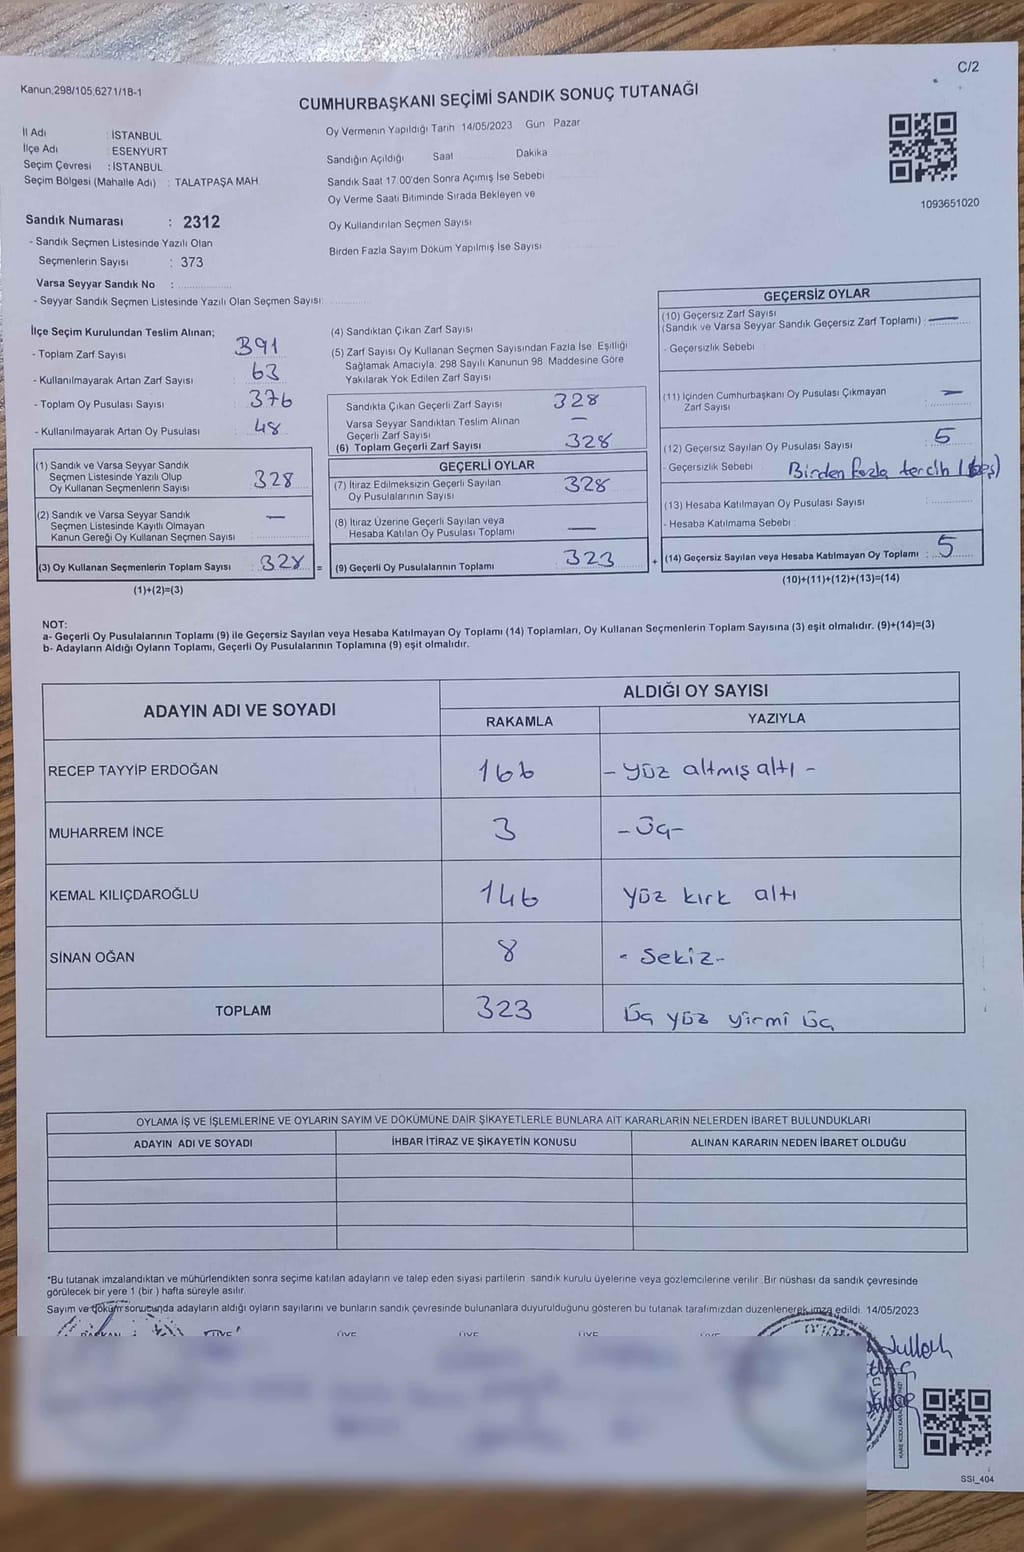 C/2
Kanun,298/105,6271/18-1
CUMHURBAŞKANI SEÇİMİ SANDIK SONUÇ TUTANAĞI
İl Adı : İSTANBUL
İlçe Adı : ESENYURT
Seçim Çevresi : İSTANBUL
Seçim Bölgesi (Mahalle Adı) : TALATPAŞA MAH.
Oy Vermenin Yapıldığı Tarih 14/05/2023 Gün Pazar
Sandığın Açıldığı Saat Dakika
Sandık Saat 17:00'den Sonra Açımış İse Sebebi
Oy Verme Saati Bitiminde Sırada Bekleyen ve
Oy Kullandırılan Seçmen Sayısı
Birden Fazla Sayım Döküm Yapılmış İse Sayısı
1093651020
Sandık Numarası : 2312
- Sandık Seçmen Listesinde Yazılı Olan
Seçmenlerin Sayısı : 373
Varsa Seyyar Sandık No :
- Seyyar Sandık Seçmen Listesinde Yazılı Olan Seçmen Sayısı:
İlçe Seçim Kurulundan Teslim Alınan;
- Toplam Zarf Sayısı 391
- Kullanılmayarak Artan Zarf Sayısı : 63
- Toplam Oy Pusulası Sayısı : 376
- Kullanılmayarak Artan Oy Pusulası : 48
(1) Sandık ve Varsa Seyyar Sandık
Seçmen Listesinde Yazılı Olup
Oy Kullanan Seçmenlerin Sayısı : 328
(2) Sandık ve Varsa Seyyar Sandık
Seçmen Listesinde Kayıtlı Olmayan
Kanun Gereği Oy Kullanan Seçmen Sayısı : —
(3) Oy Kullanan Seçmenlerin Toplam Sayısı : 328 =
(1)+(2)=(3)
(4) Sandıktan Çıkan Zarf Sayısı
(5) Zarf Sayısı Oy Kullanan Seçmen Sayısından Fazla İse Eşitliği
Sağlamak Amacıyla, 298 Sayılı Kanunun 98. Maddesine Göre
Yakılarak Yok Edilen Zarf Sayısı
Sandıkta Çıkan Geçerli Zarf Sayısı 328
Varsa Seyyar Sandıktan Teslim Alınan
Geçerli Zarf Sayısı —
(6) Toplam Geçerli Zarf Sayısı 328
GEÇERLİ OYLAR
(7) İtiraz Edilmeksizin Geçerli Sayılan
Oy Pusulalarının Sayısı 328
(8) İtiraz Üzerine Geçerli Sayılan veya
Hesaba Katılan Oy Pusulası Toplamı —
(9) Geçerli Oy Pusulalarının Toplamı 323 +
GEÇERSİZ OYLAR
(10) Geçersiz Zarf Sayısı
(Sandık ve Varsa Seyyar Sandık Geçersiz Zarf Toplamı) : —
- Geçersizlik Sebebi :
(11) İçinden Cumhurbaşkanı Oy Pusulası Çıkmayan
Zarf Sayısı : —
(12) Geçersiz Sayılan Oy Pusulası Sayısı : 5
- Geçersizlik Sebebi : Birden fazla tercih (beş)
(13) Hesaba Katılmayan Oy Pusulası Sayısı :
- Hesaba Katılmama Sebebi :
(14) Geçersiz Sayılan veya Hesaba Katılmayan Oy Toplamı : 5
(10)+(11)+(12)+(13)=(14)
NOT:
a- Geçerli Oy Pusulalarının Toplamı (9) ile Geçersiz Sayılan veya Hesaba Katılmayan Oy Toplamı (14) Toplamları, Oy Kullanan Seçmenlerin Toplam Sayısına (3) eşit olmalıdır. (9)+(14)=(3)
b- Adayların Aldığı Oyların Toplamı, Geçerli Oy Pusulalarının Toplamına (9) eşit olmalıdır.
ADAYIN ADI VE SOYADI
ALDIĞI OY SAYISI
RAKAMLA YAZIYLA
RECEP TAYYİP ERDOĞAN 166 - Yüz altmış altı -
MUHARREM İNCE 3 - Üç -
KEMAL KILIÇDAROĞLU 146 Yüz kırk altı
SİNAN OĞAN 8 - Sekiz -
TOPLAM 323 Üç yüz yirmi üç
OYLAMA İŞ VE İŞLEMLERİNE VE OYLARIN SAYIM VE DÖKÜMÜNE DAİR ŞİKAYETLERLE BUNLARA AİT KARARLARIN NELERDEN İBARET BULUNDUKLARI
ADAYIN ADI VE SOYADI İHBAR İTİRAZ VE ŞİKAYETİN KONUSU ALINAN KARARIN NEDEN İBARET OLDUĞU
*Bu tutanak imzalandıktan ve mühürlendikten sonra seçime katılan adayların ve talep eden siyasi partilerin sandık kurulu üyelerine veya gözlemcilerine verilir. Bir nüshası da sandık çevresinde
görülecek bir yere 1 (bir) hafta süreyle asılır.
Sayım ve döküm sonucunda adayların aldığı oyların sayılarını ve bunların sandık çevresinde bulunanlara duyurulduğunu gösteren bu tutanak tarafımızdan düzenlenerek imza edildi. 14/05/2023
BAŞKAN ÜYE ÜYE ÜYE ÜYE ÜYE
SSI_404